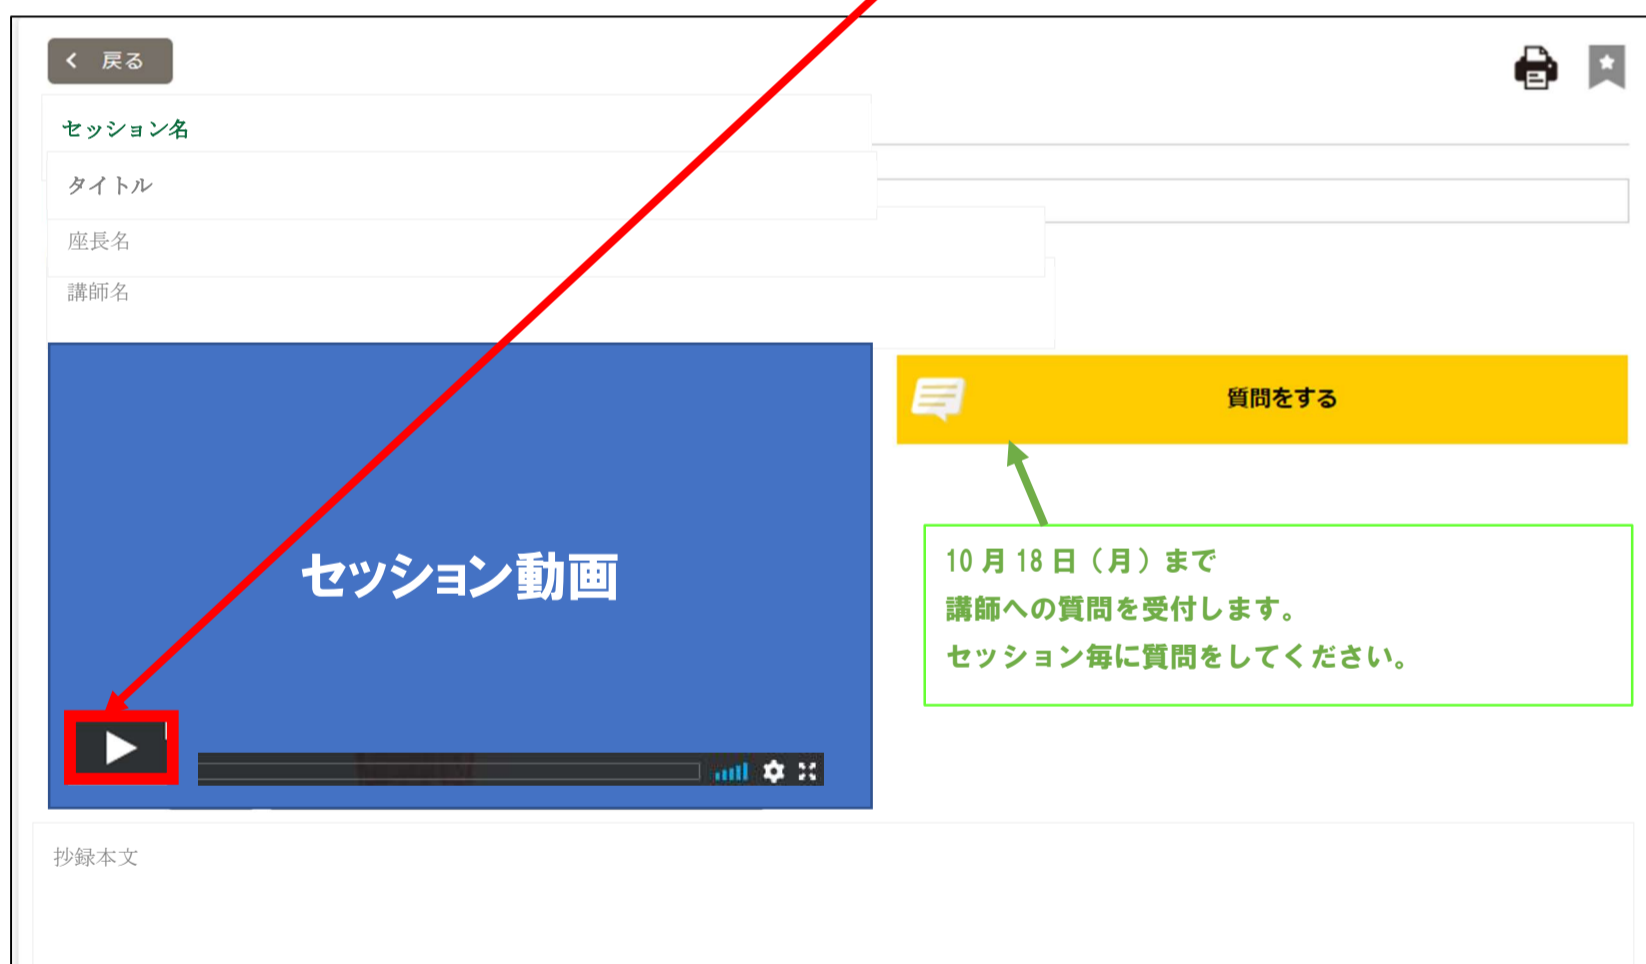 戻る
セッション名
タイトル
座長名
講師名
質問をする
セッション動画
10月18日（月）まで
講師への質問を受付します。
セッション毎に質問をしてください。
抄録本文